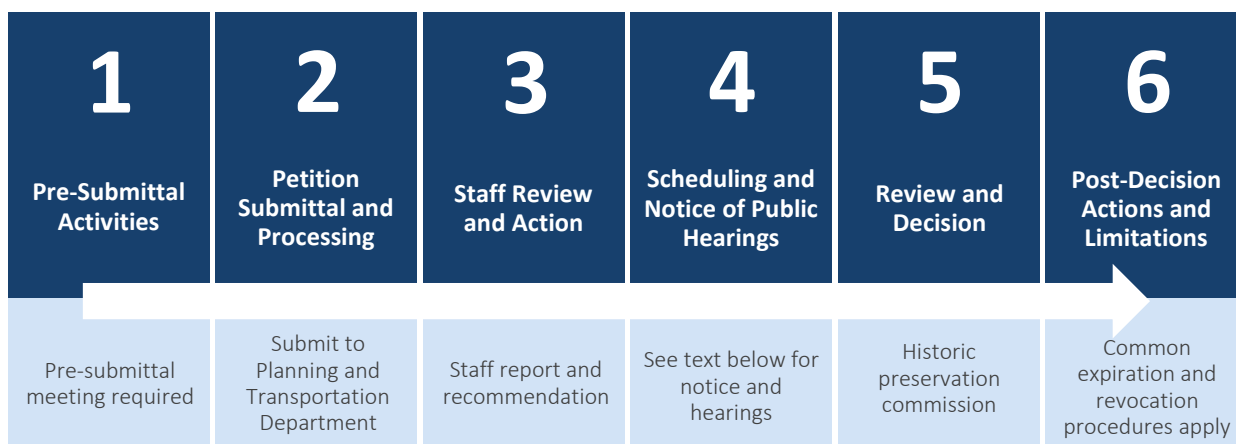 1
Pre-Submittal
Activities
Pre-submittal
meeting required
2
Petition
Submittal and
Processing
Submit to
Planning and
Transportation
Department
3
Staff Review
and Action
Staff report and
recommendation
4
Scheduling and
Notice of Public
Hearings
See text below for
notice and
hearings
5
Review and
Decision
Historic
preservation
commission
6
Post-Decision
Actions and
Limitations
Common
expiration and
revocation
procedures apply